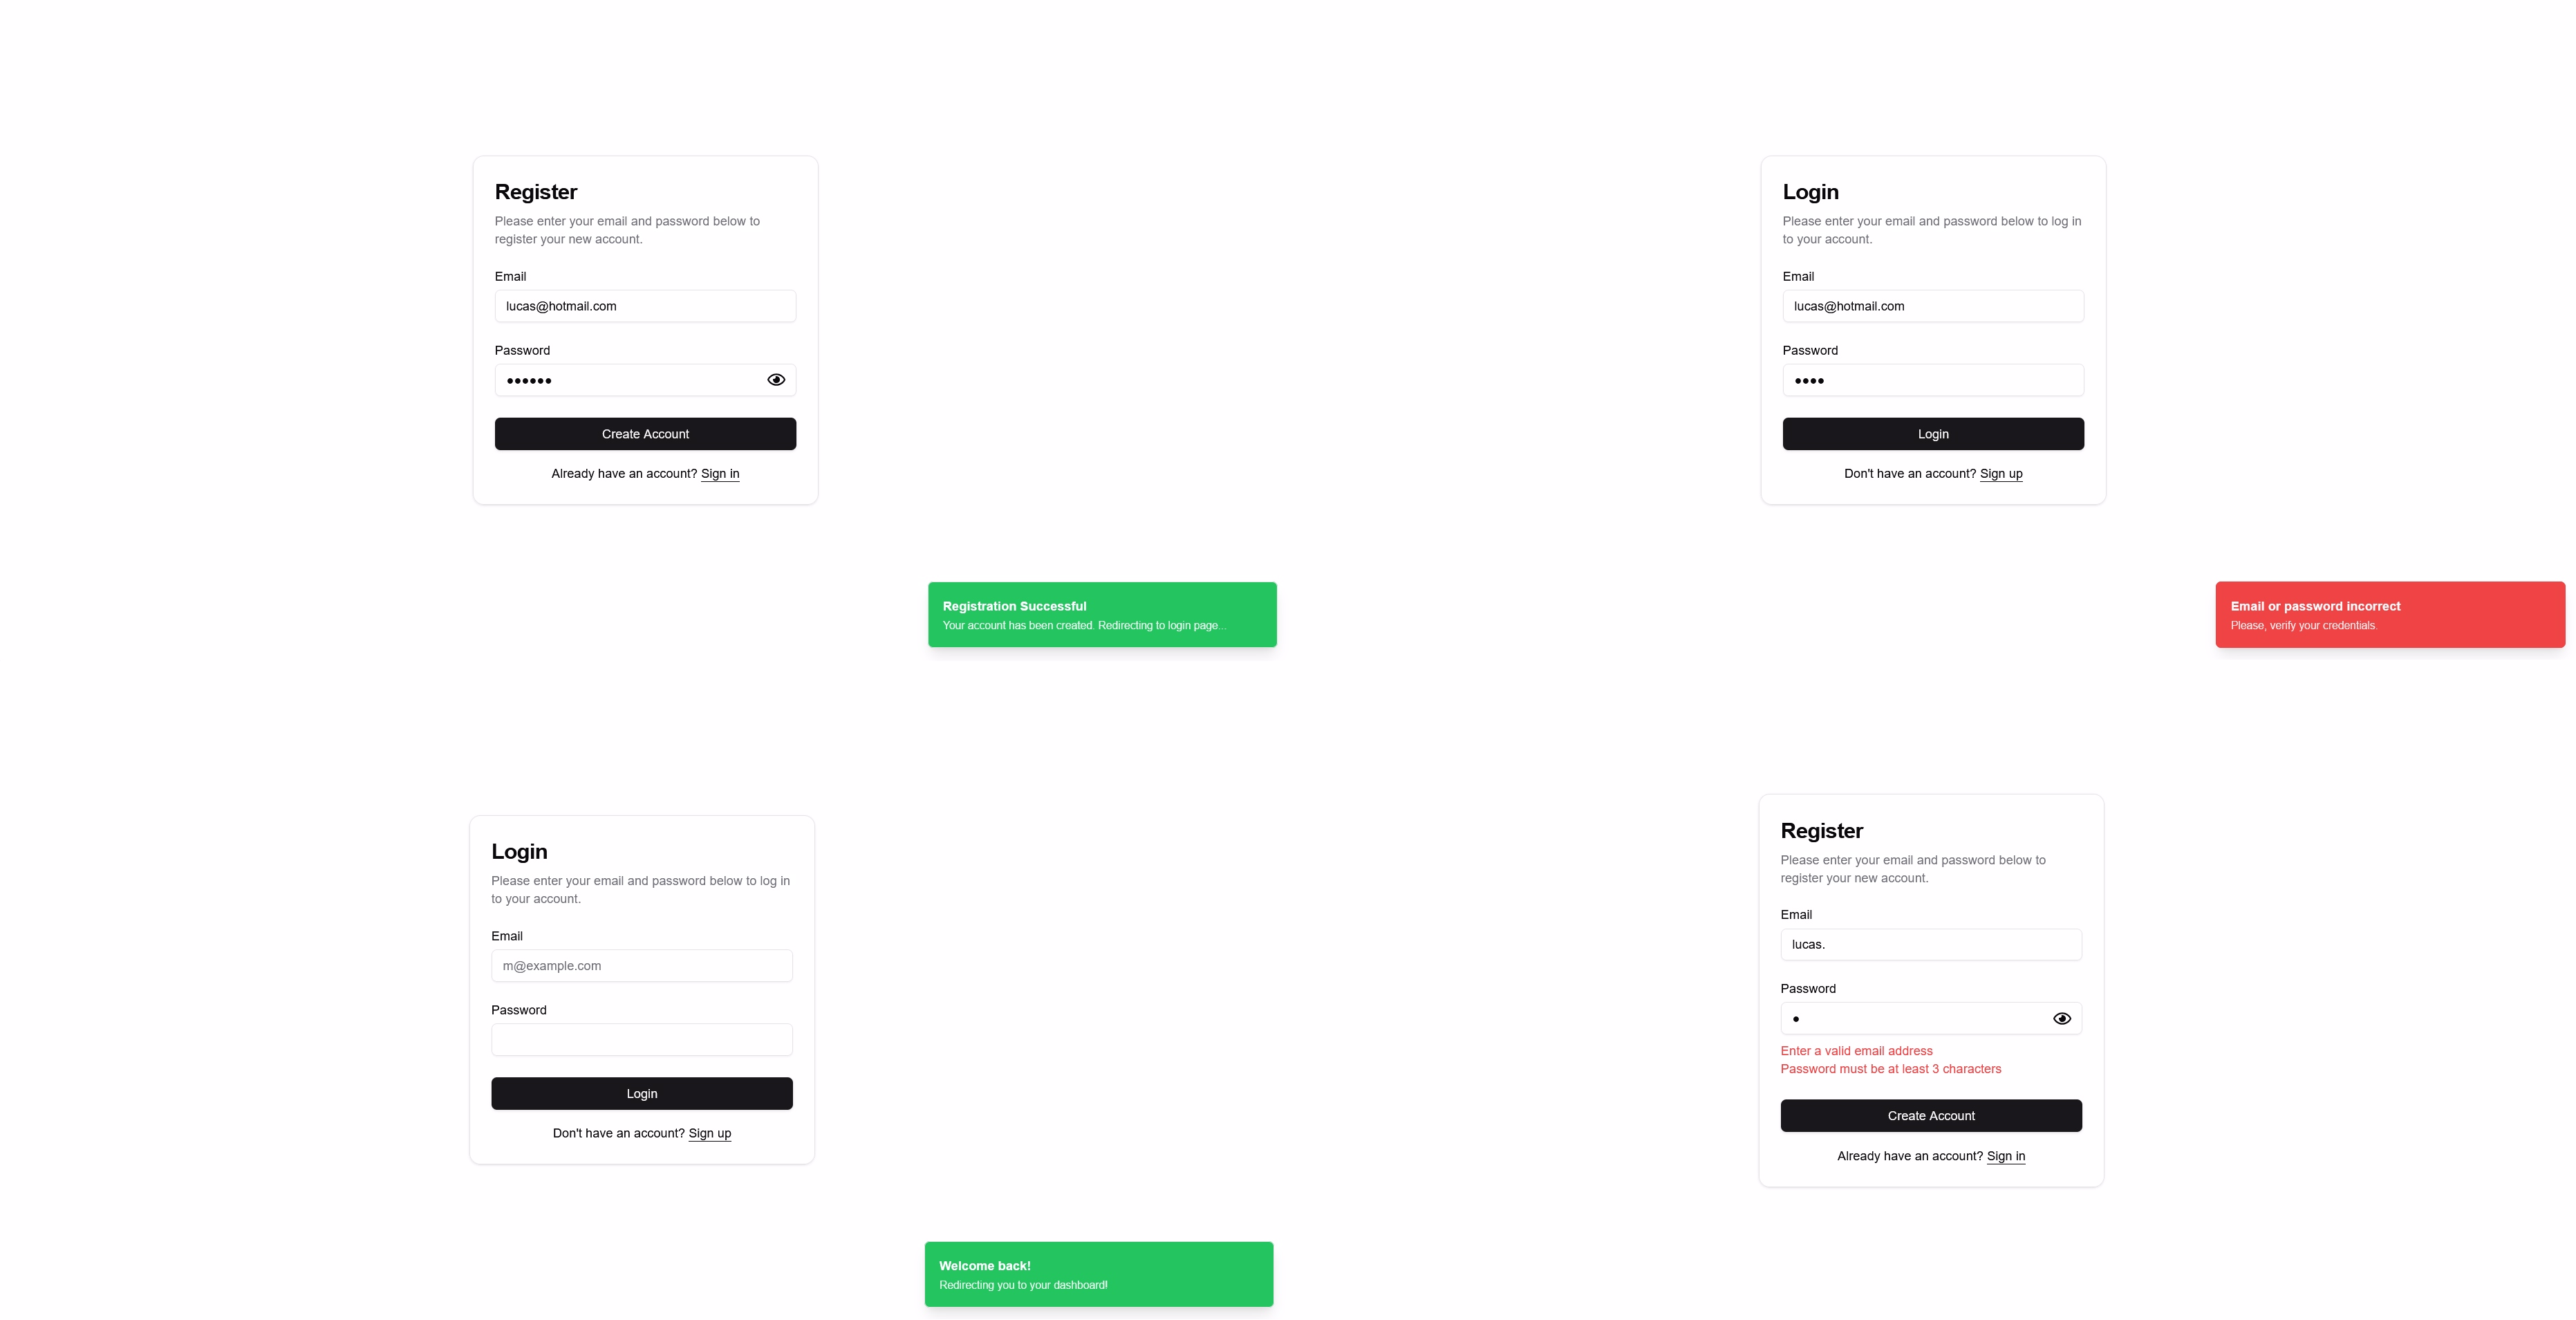 Register
Please enter your email and password below to
register your new account.
Email
lucas@hotmail.com
Password
••••••
Create Account
Already have an account? Sign in
Registration Successful
Your account has been created. Redirecting to login page...
Login
Please enter your email and password below to log in
to your account.
Email
lucas@hotmail.com
Password
••••
Login
Don't have an account? Sign up
Email or password incorrect
Please, verify your credentials.
Login
Please enter your email and password below to log in
to your account.
Email
m@example.com
Password
Login
Don't have an account? Sign up
Welcome back!
Redirecting you to your dashboard!
Register
Please enter your email and password below to
register your new account.
Email
lucas.
Password
•
Enter a valid email address
Password must be at least 3 characters
Create Account
Already have an account? Sign in